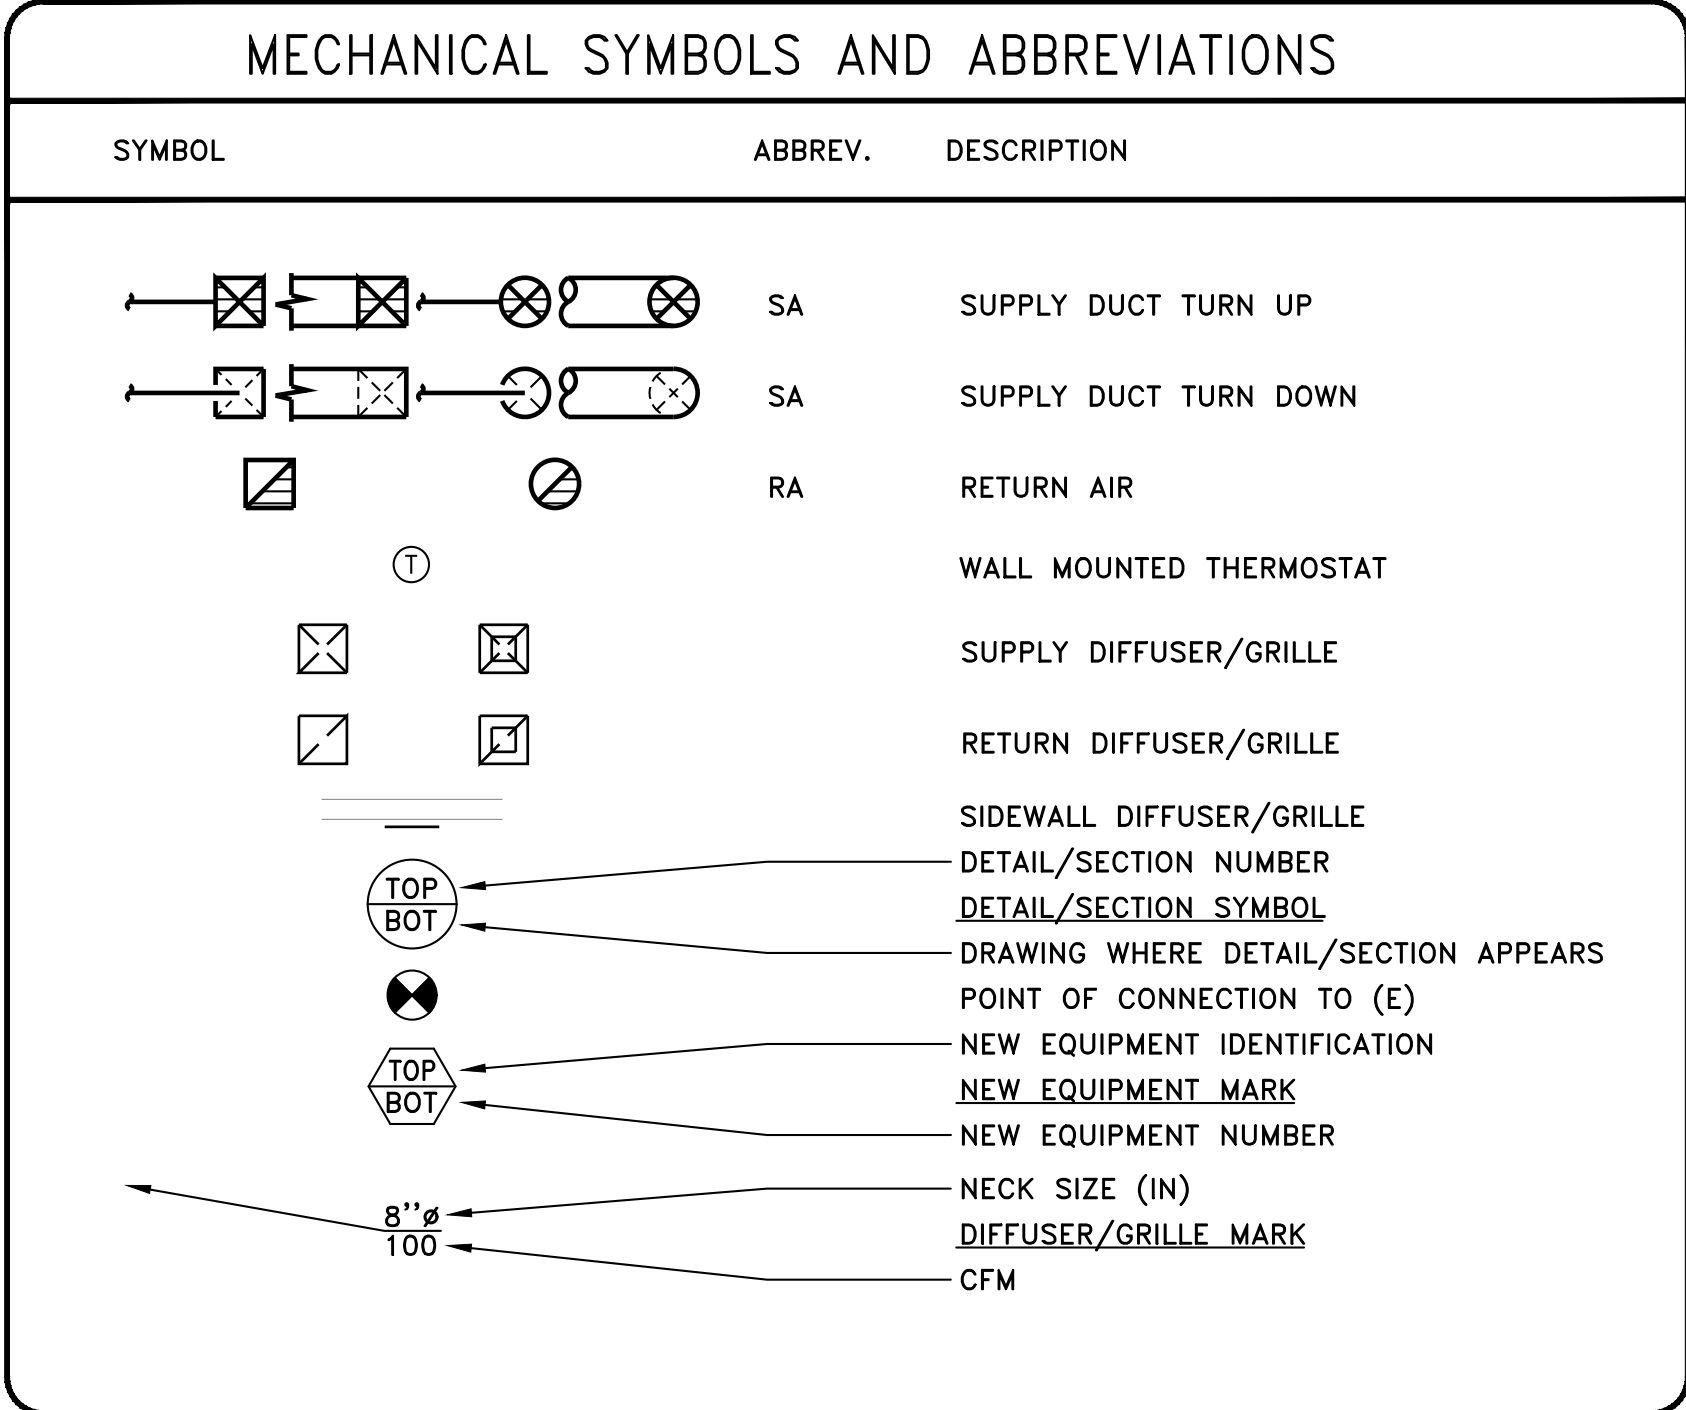 MECHANICAL SYMBOLS AND ABBREVIATIONS
SYMBOL ABBREV. DESCRIPTION
SA SUPPLY DUCT TURN UP
SA SUPPLY DUCT TURN DOWN
RA RETURN AIR
T WALL MOUNTED THERMOSTAT
SUPPLY DIFFUSER/GRILLE
RETURN DIFFUSER/GRILLE
SIDEWALL DIFFUSER/GRILLE
DETAIL/SECTION NUMBER
TOP
DETAIL/SECTION SYMBOL
BOT
DRAWING WHERE DETAIL/SECTION APPEARS
POINT OF CONNECTION TO (E)
NEW EQUIPMENT IDENTIFICATION
TOP
NEW EQUIPMENT MARK
BOT
NEW EQUIPMENT NUMBER
NECK SIZE (IN)
8''ø
DIFFUSER/GRILLE MARK
100
CFM